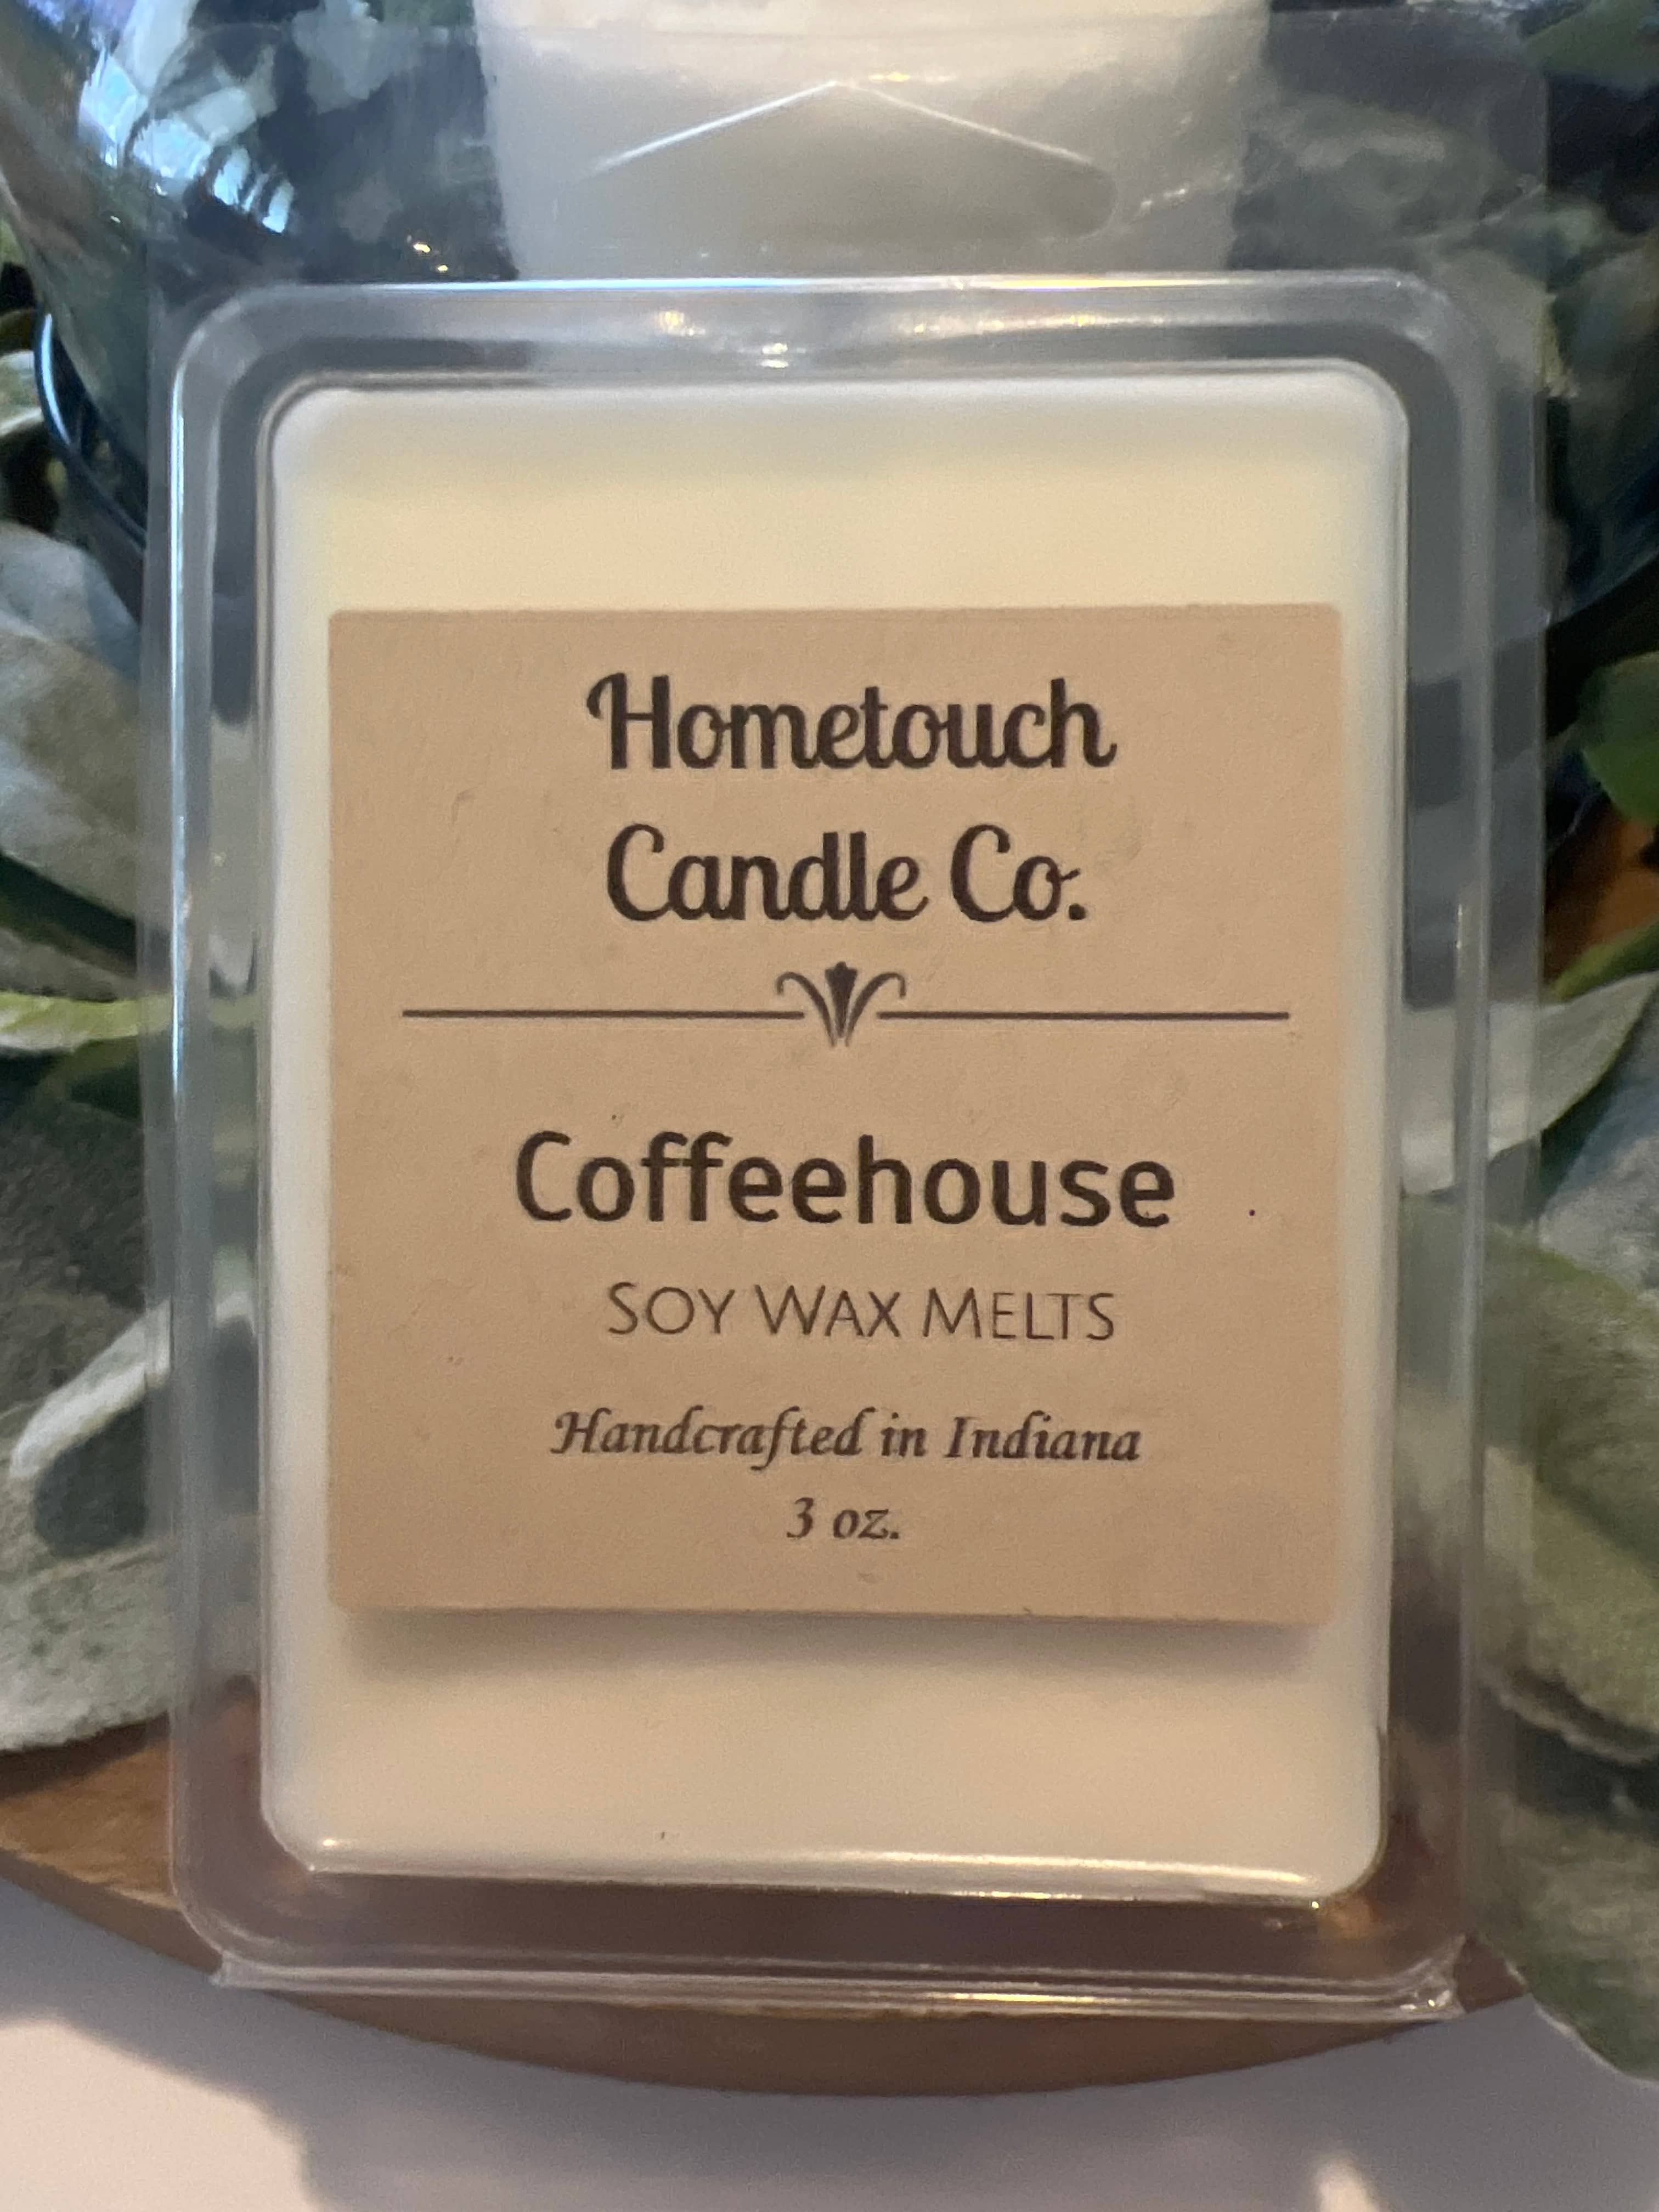 Hometouch
Candle Co.
Coffeehouse
SOY WAX MELTS
Handcrafted in Indiana
3 oz.